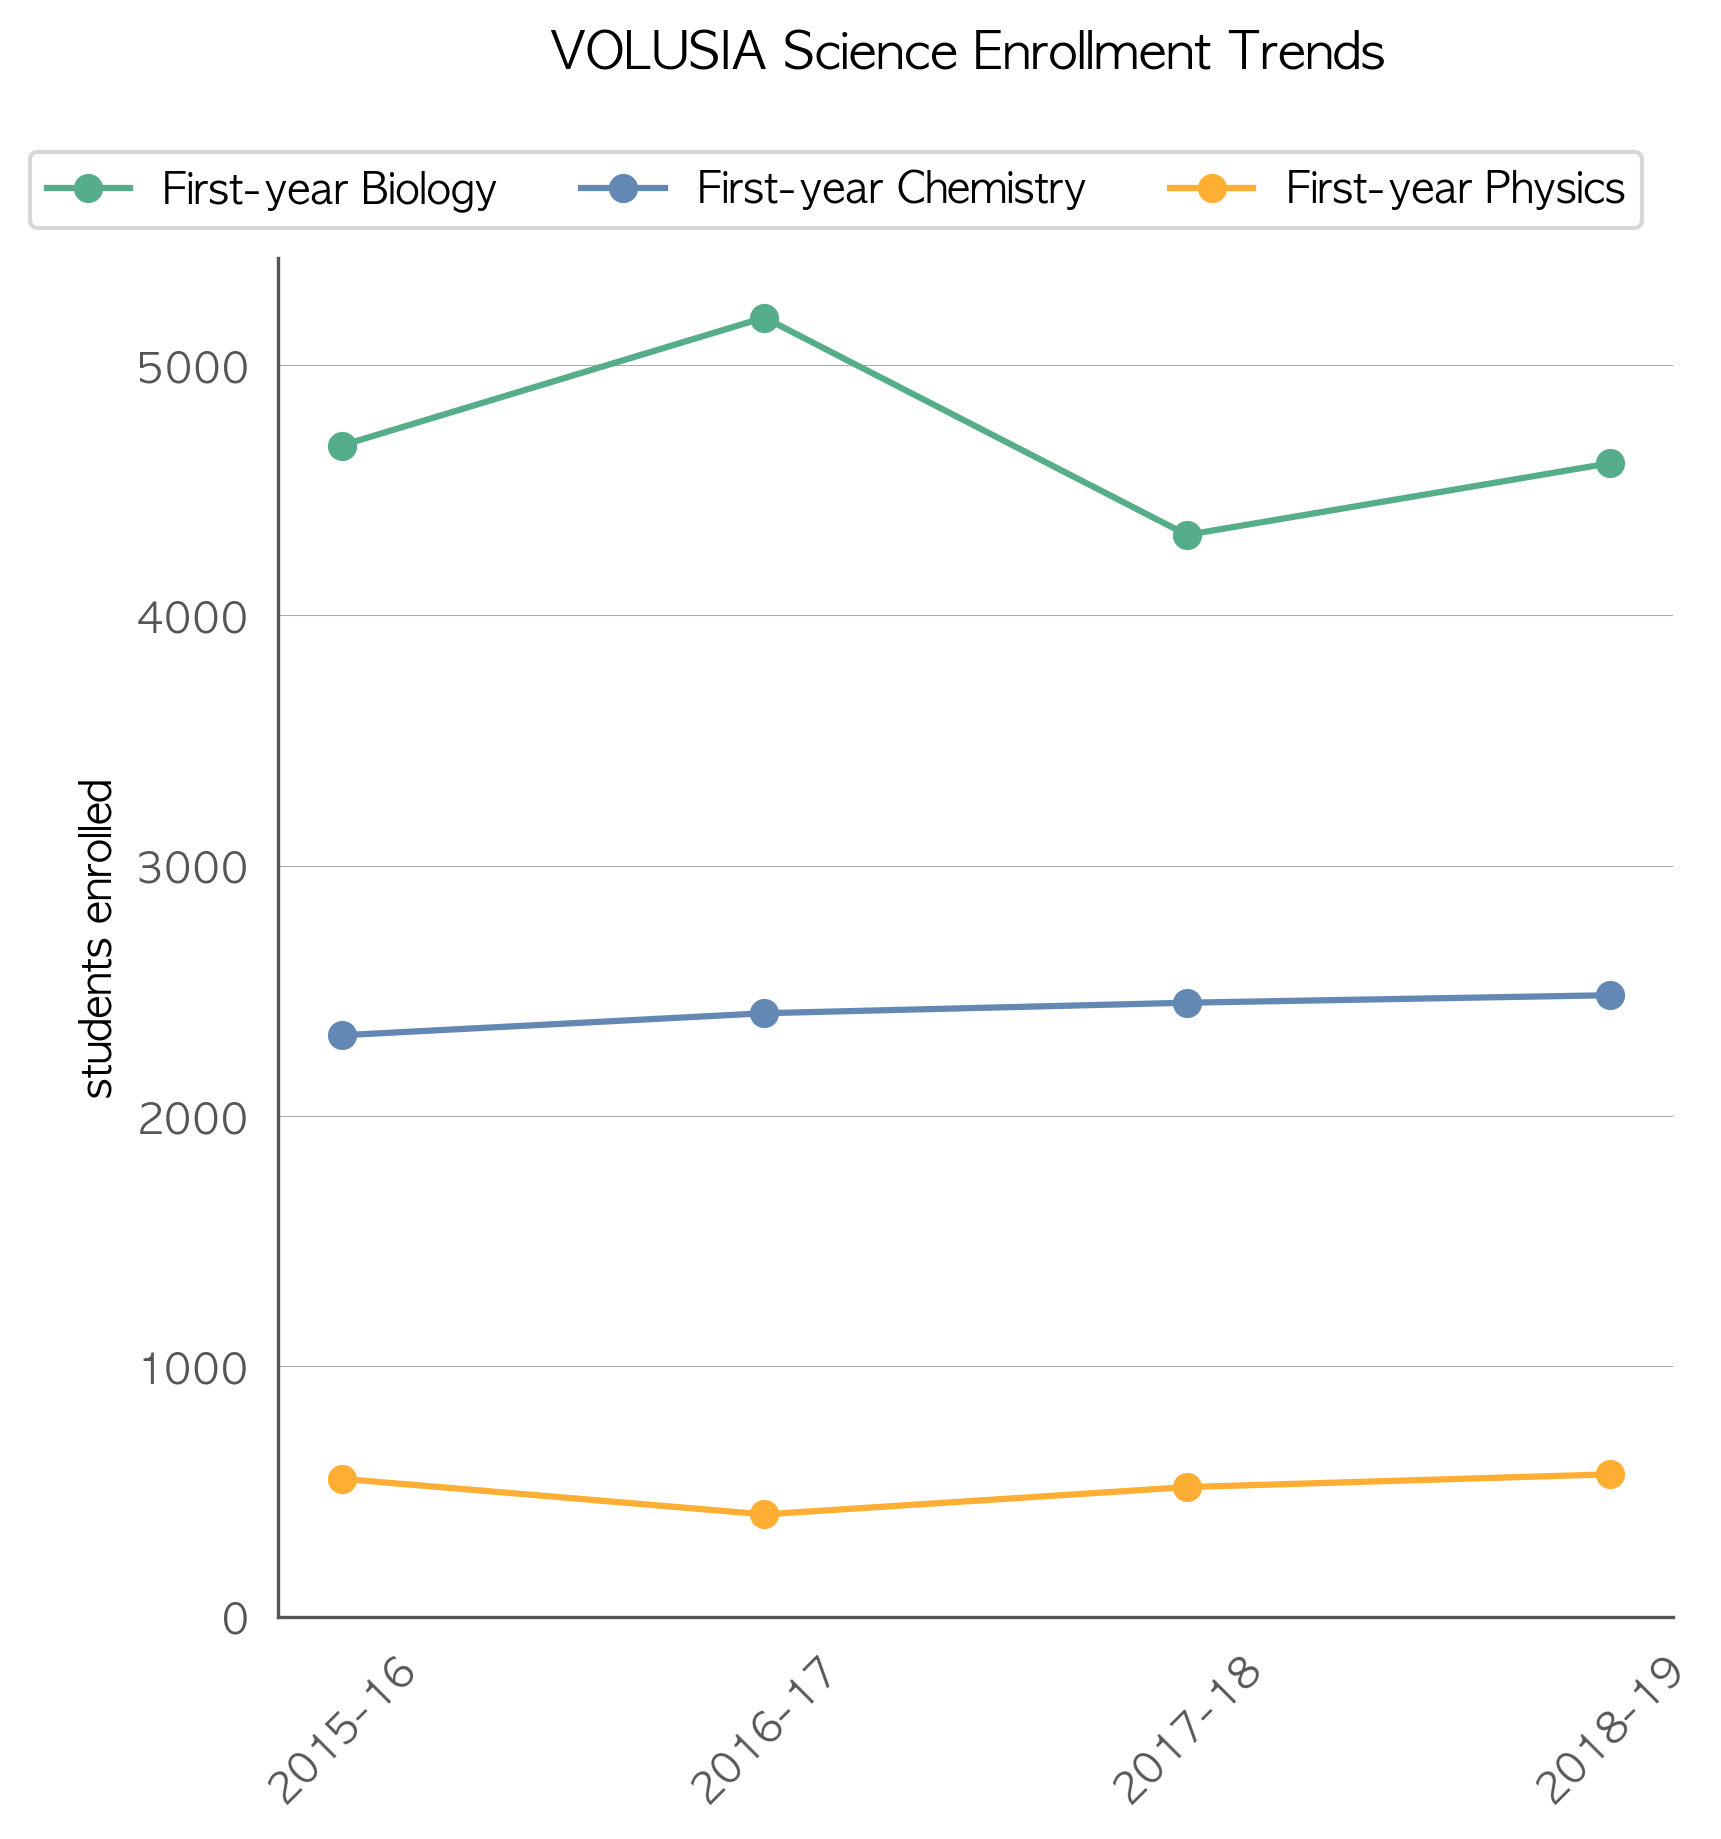 VOLUSIA Science Enrollment Trends
First-year Biology First-year Chemistry First-year Physics
5000
4000
3000
2000
1000
0
students enrolled
2015-16 2016-17 2017-18 2018-19